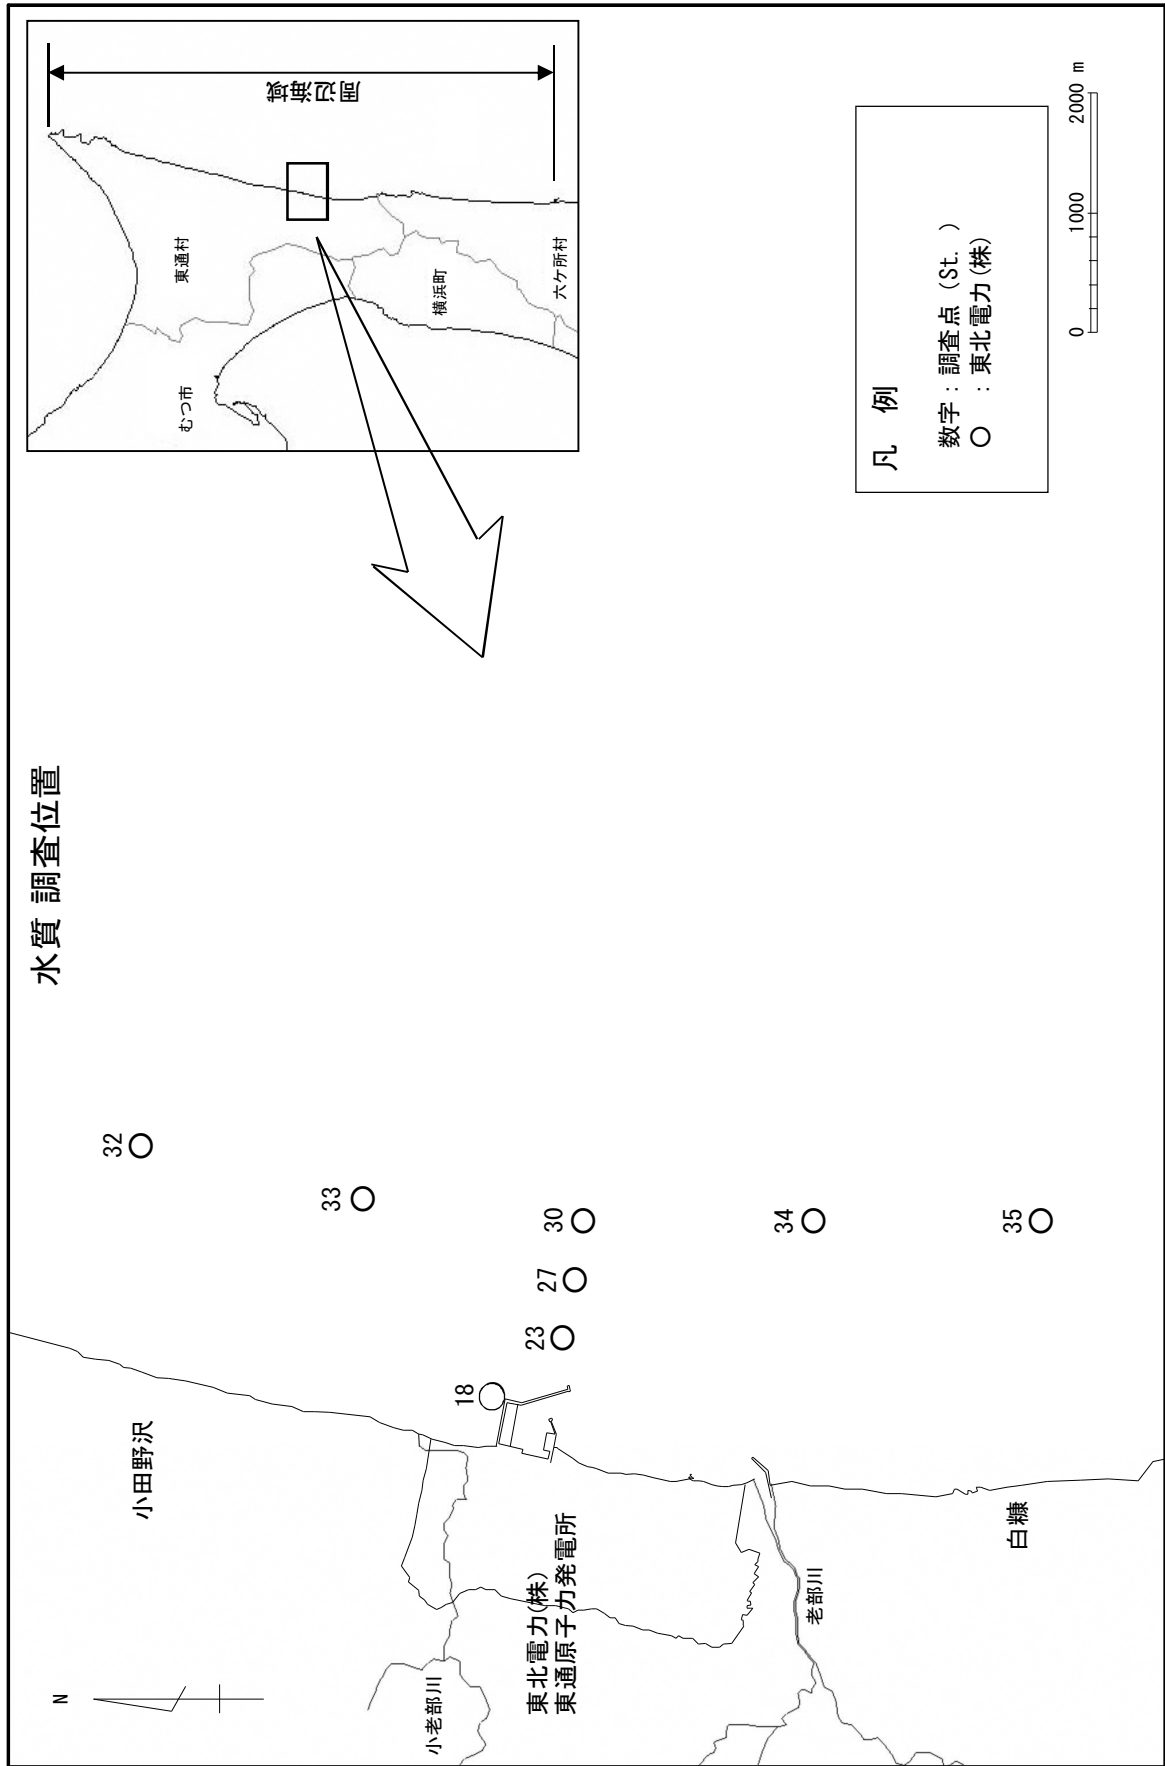 水質 調査位置
N
小田野沢
小老部川
東北電力(株)
東通原子力発電所
老部川
白糠
18
23
27
30
32
33
34
35
むつ市
東通村
横浜町
六ケ所村
周辺海域
凡 例
数字：調査点 (St. )
○ ：東北電力(株)
0 1000 2000 m